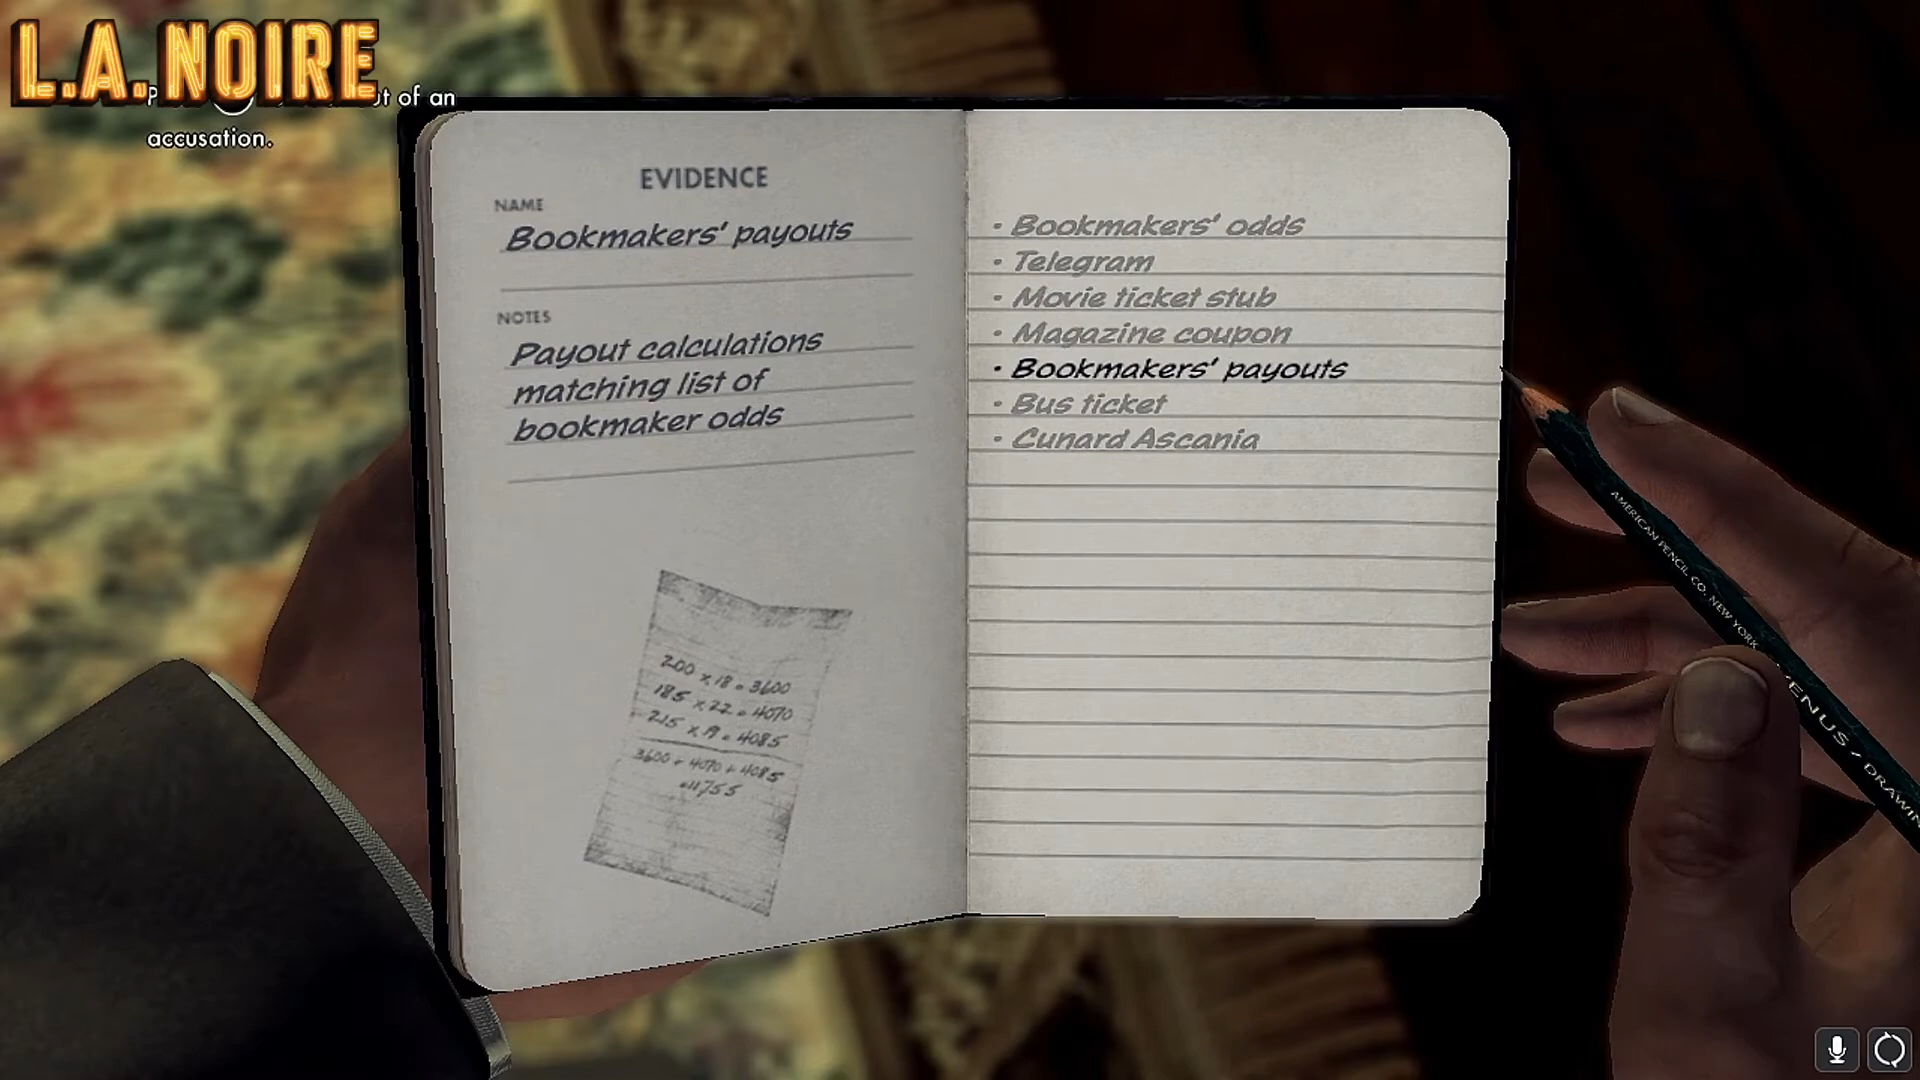 L.A. NOIRE
t of an
accusation.
EVIDENCE
NAME
Bookmakers' payouts
NOTES
Payout calculations
matching list of
bookmaker odds
200 x 18 = 3600
185 x 22 = 4070
215 x 19 = 4085
3600 + 4070 + 4085
=11755
• Bookmakers' odds
• Telegram
• Movie ticket stub
• Magazine coupon
• Bookmakers' payouts
• Bus ticket
• Cunard Ascania
AMERICAN PENCIL CO. NEW YORK
VENUS / DRAWIN